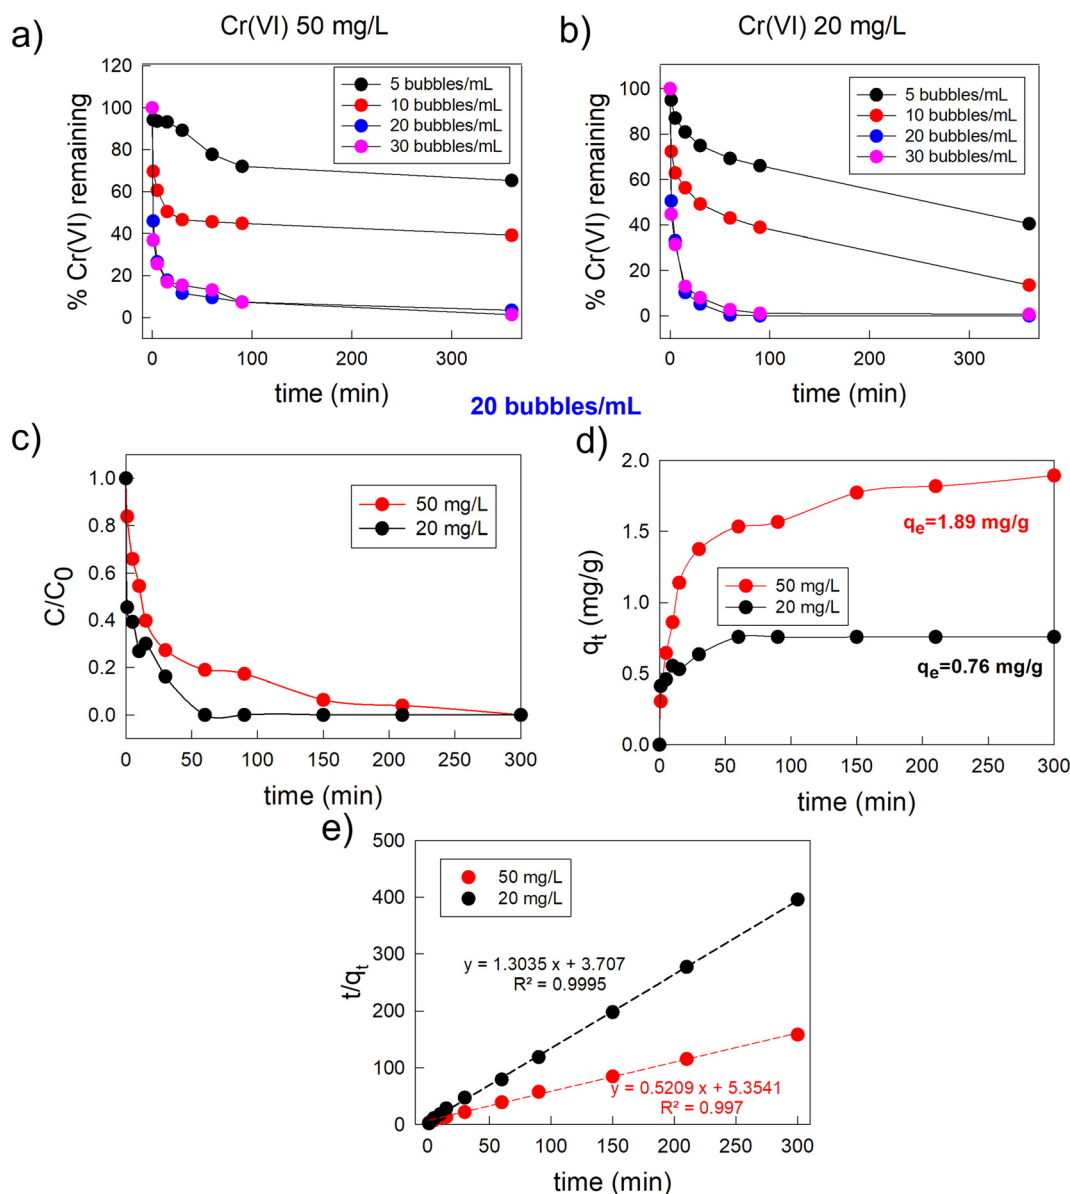 a)
Cr(VI) 50 mg/L
120
100
80
60
40
20
0
% Cr(VI) remaining
5 bubbles/mL
10 bubbles/mL
20 bubbles/mL
30 bubbles/mL
0 100 200 300
time (min)
b)
Cr(VI) 20 mg/L
100
80
60
40
20
0
% Cr(VI) remaining
5 bubbles/mL
10 bubbles/mL
20 bubbles/mL
30 bubbles/mL
0 100 200 300
time (min)
20 bubbles/mL
c)
1.0
0.8
0.6
0.4
0.2
0.0
C/C₀
50 mg/L
20 mg/L
0 50 100 150 200 250 300
time (min)
d)
2.0
1.5
1.0
0.5
0.0
qₜ (mg/g)
qₑ=1.89 mg/g
50 mg/L
20 mg/L
qₑ=0.76 mg/g
0 50 100 150 200 250 300
time (min)
e)
500
400
300
200
100
0
t/qₜ
50 mg/L
20 mg/L
y = 1.3035 x + 3.707
R² = 0.9995
y = 0.5209 x + 5.3541
R² = 0.997
0 50 100 150 200 250 300
time (min)